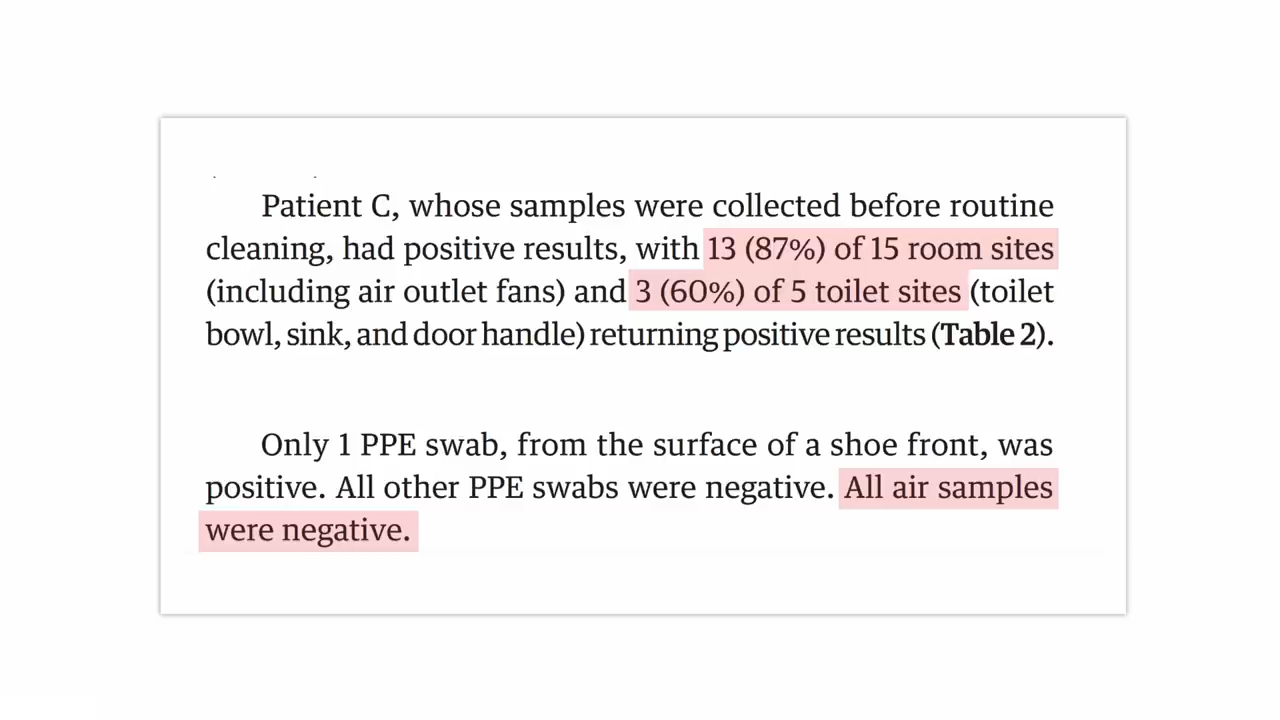 Patient C, whose samples were collected before routine
cleaning, had positive results, with 13 (87%) of 15 room sites
(including air outlet fans) and 3 (60%) of 5 toilet sites (toilet
bowl, sink, and door handle) returning positive results (Table 2).
Only 1 PPE swab, from the surface of a shoe front, was
positive. All other PPE swabs were negative. All air samples
were negative.